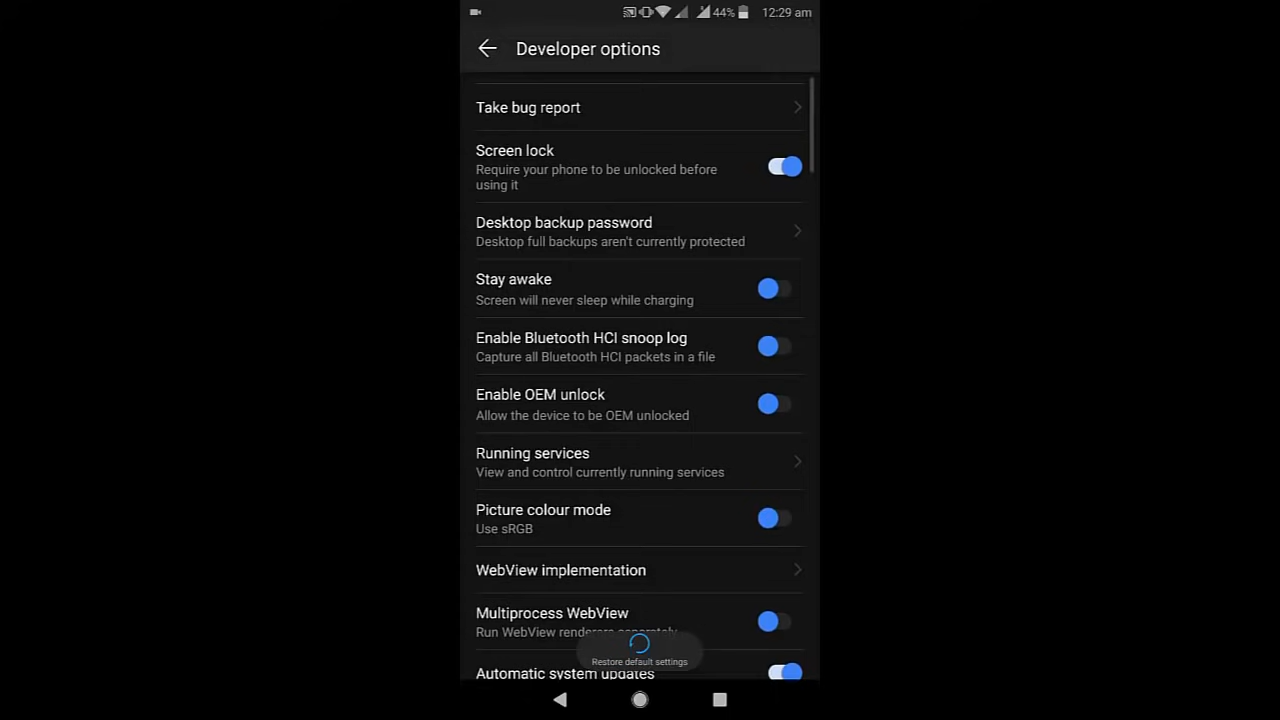 44% 12:29 am
Developer options
Take bug report
Screen lock
Require your phone to be unlocked before
using it
Desktop backup password
Desktop full backups aren't currently protected
Stay awake
Screen will never sleep while charging
Enable Bluetooth HCI snoop log
Capture all Bluetooth HCI packets in a file
Enable OEM unlock
Allow the device to be OEM unlocked
Running services
View and control currently running services
Picture colour mode
Use sRGB
WebView implementation
Multiprocess WebView
Run WebView renderers separately
Restore default settings
Automatic system updates